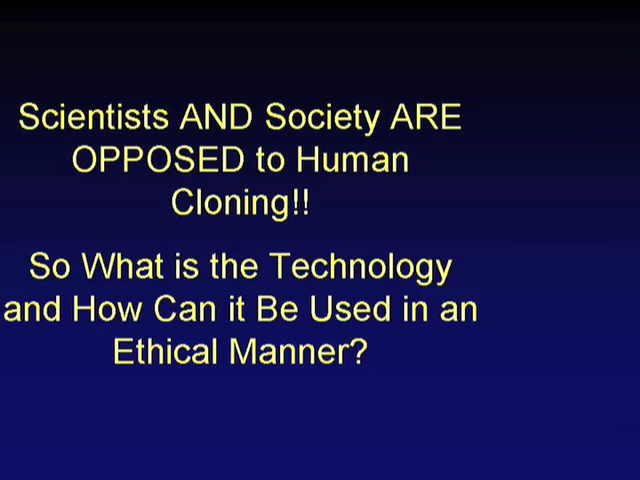 Scientists AND Society ARE
OPPOSED to Human
Cloning!!
So What is the Technology
and How Can it Be Used in an
Ethical Manner?